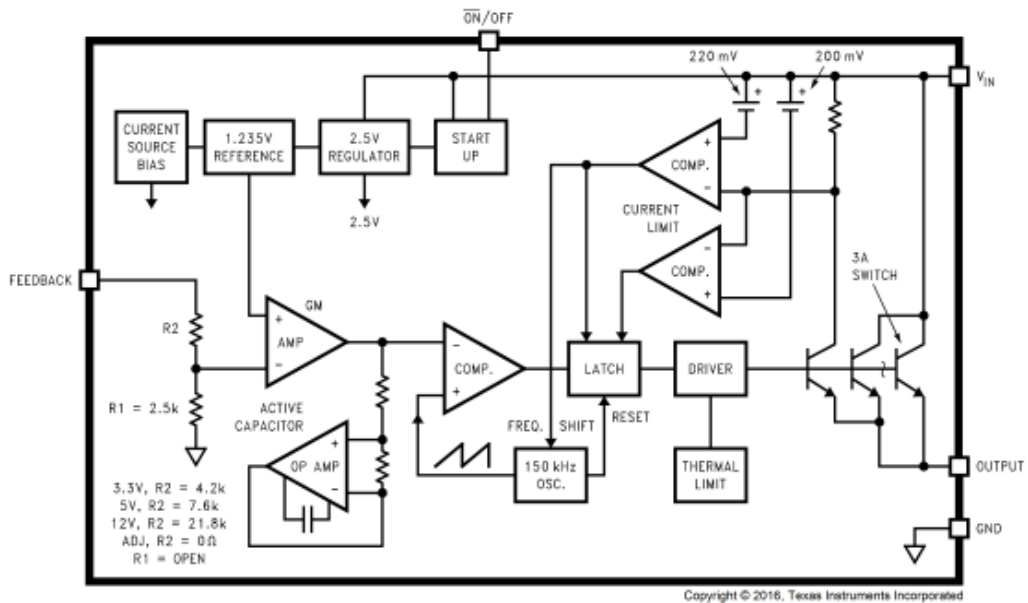 ON/OFF
220 mV
200 mV
VIN
CURRENT
SOURCE
BIAS
1.235V
REFERENCE
2.5V
REGULATOR
START
UP
2.5V
+
+
+
COMP.
−
CURRENT
LIMIT
−
COMP.
+
3A
SWITCH
FEEDBACK
R2
R1 = 2.5k
GM
+
AMP
−
ACTIVE
CAPACITOR
+
OP AMP
−
−
COMP.
+
LATCH
DRIVER
FREQ. SHIFT
RESET
150 kHz
OSC.
THERMAL
LIMIT
OUTPUT
GND
3.3V, R2 = 4.2k
5V, R2 = 7.6k
12V, R2 = 21.8k
ADJ, R2 = 0Ω
R1 = OPEN
Copyright © 2016, Texas Instruments Incorporated